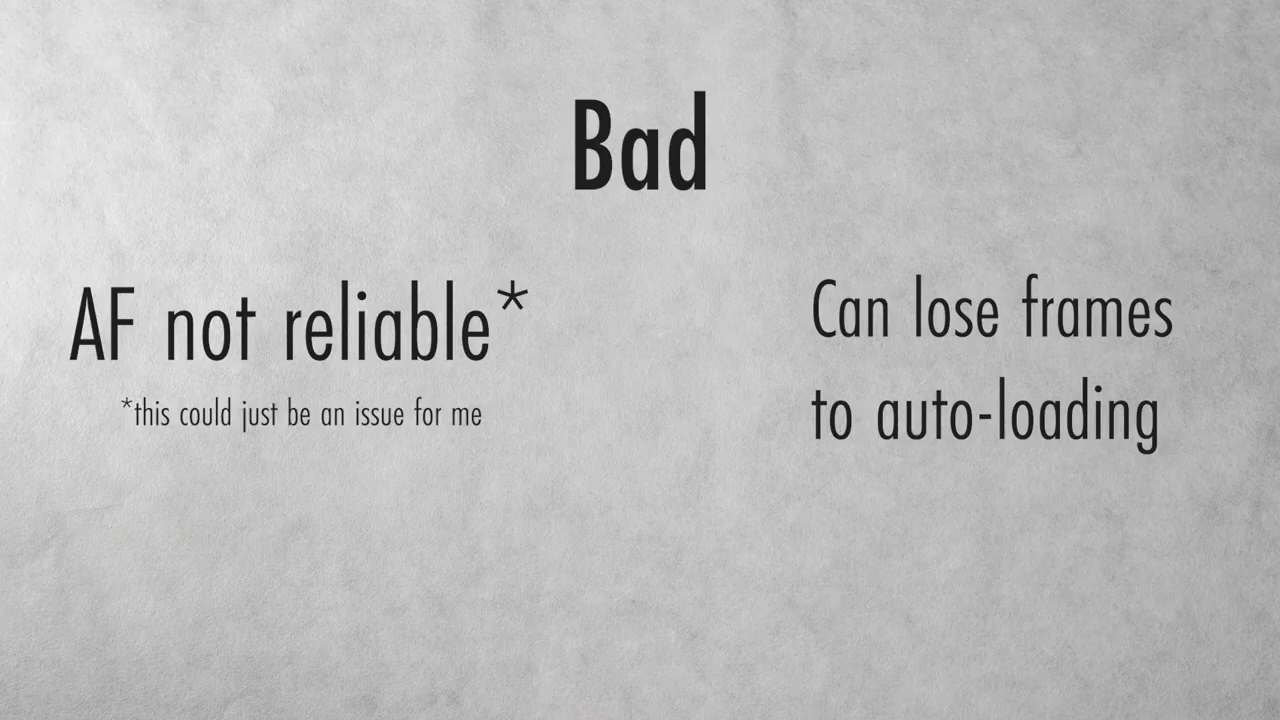 Bad
AF not reliable*
*this could just be an issue for me
Can lose frames
to auto-loading